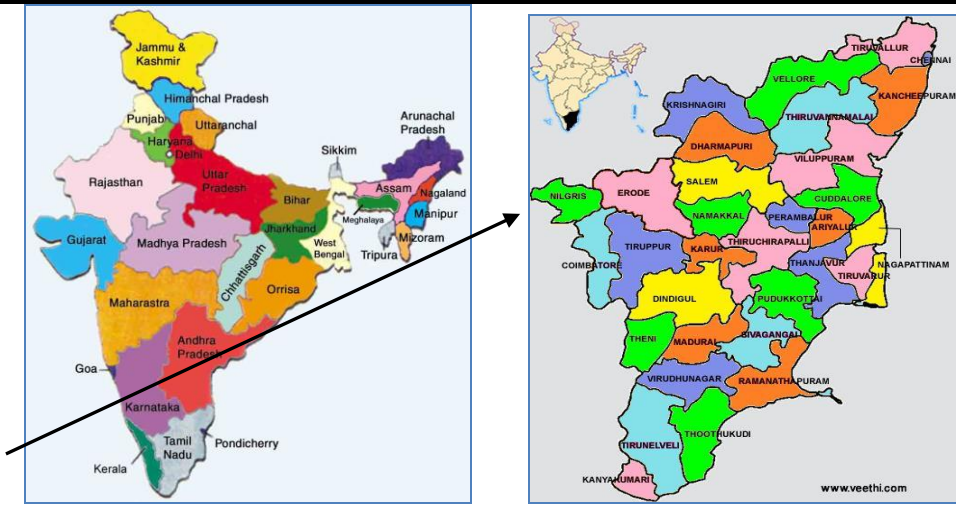 Jammu &
Kashmir
Himanchal Pradesh
Punjab
Uttaranchal
Haryana
Delhi
Arunachal
Pradesh
Sikkim
Rajasthan
Uttar
Pradesh
Assam
Nagaland
Bihar
Meghalaya
Manipur
Gujarat
Madhya Pradesh
Jharkhand
West
Bengal
Tripura
Mizoram
Chhattisgarh
Orrisa
Maharastra
Andhra
Pradesh
Goa
Karnataka
Tamil
Nadu
Pondicherry
Kerala
TIRUVALLUR
CHENNAI
VELLORE
KANCHEEPURAM
KRISHNAGIRI
THIRUVANNAMALAI
DHARMAPURI
VILUPPURAM
SALEM
ERODE
NILGRIS
CUDDALORE
NAMAKKAL
PERAMBALUR
ARIYALUR
TIRUPPUR
KARUR
THIRUCHIRAPALLI
COIMBATORE
THANJAVUR
NAGAPATTINAM
TIRUVARUR
DINDIGUL
PUDUKKOTTAI
THENI
MADURAI
SIVAGANGAI
VIRUDHUNAGAR
RAMANATHAPURAM
THOOTHUKUDI
TIRUNELVELI
KANYAKUMARI
www.veethi.com